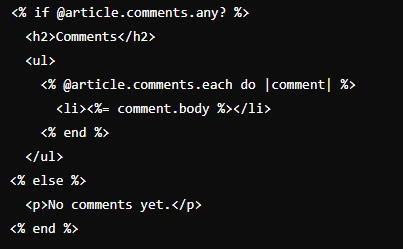 <% if @article.comments.any? %>
  <h2>Comments</h2>
  <ul>
    <% @article.comments.each do |comment| %>
      <li><%= comment.body %></li>
    <% end %>
  </ul>
<% else %>
  <p>No comments yet.</p>
<% end %>